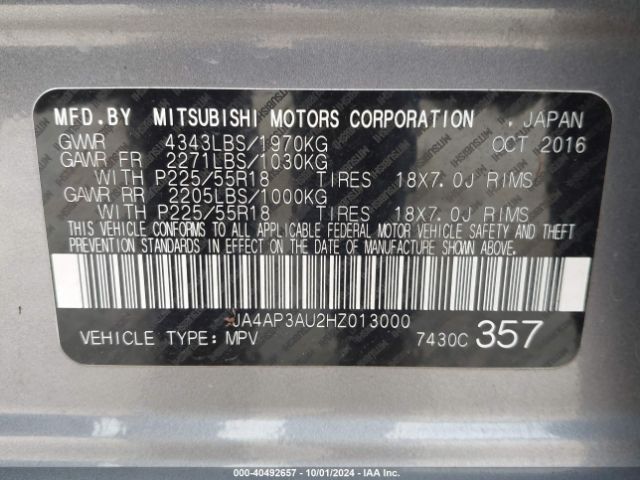 MFD.BY MITSUBISHI MOTORS CORPORATION , JAPAN
GVWR 4343LBS/1970KG OCT 2016
GAWR FR 2271LBS/1030KG
WITH P225/55R18 TIRES 18X7.0J RIMS
GAWR RR 2205LBS/1000KG
WITH P225/55R18 TIRES 18X7.0J RIMS
THIS VEHICLE CONFORMS TO ALL APPLICABLE FEDERAL MOTOR VEHICLE SAFETY AND THEFT
PREVENTION STANDARDS IN EFFECT ON THE DATE OF MANUFACTURE SHOWN ABOVE.
JA4AP3AU2HZ013000
VEHICLE TYPE: MPV 7430C 357
000-40492657 - 10/01/2024 - IAA Inc.